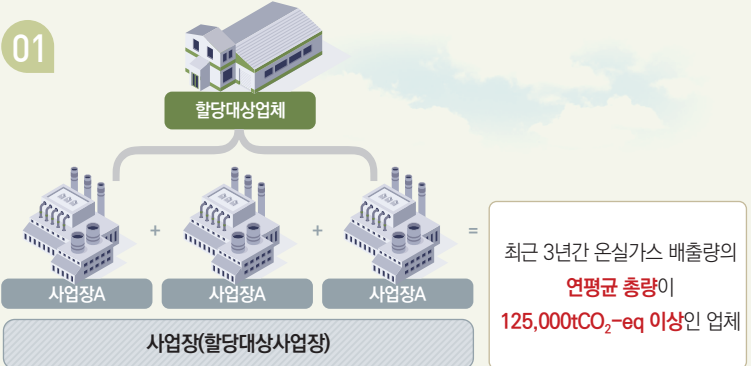 01
할당대상업체
+ + =
사업장A 사업장A 사업장A
사업장(할당대상사업장)
최근 3년간 온실가스 배출량의
연평균 총량이
125,000tCO₂-eq 이상인 업체